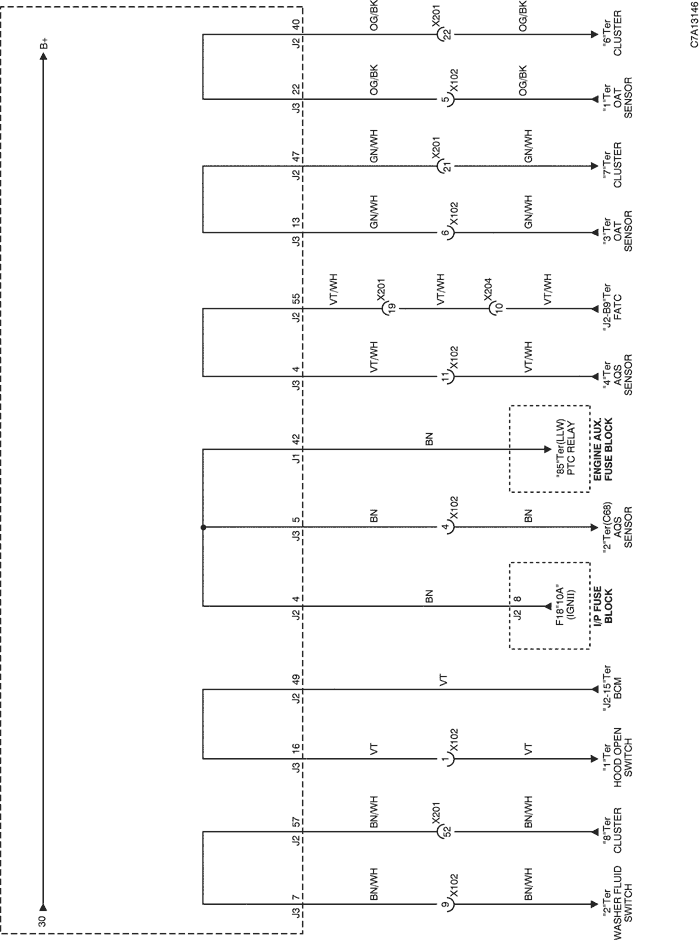 C7A13146
30
B+
J3 7
BN/WH
9
X102
BN/WH
"2"Ter
WASHER FLUID
SWITCH
J2 57
BN/WH
X201
52
BN/WH
"8"Ter
CLUSTER
J3 16
VT
1
X102
VT
"1"Ter
HOOD OPEN
SWITCH
J2 49
VT
"J2-15"Ter
BCM
J2 4
BN
J2 8
F18"10A"
(IGNII)
I/P FUSE
BLOCK
J3 5
BN
4
X102
BN
"2"Ter(C68)
AQS
SENSOR
J1 42
BN
"85"Ter(LLW)
PTC RELAY
ENGINE AUX.
FUSE BLOCK
J3 4
VT/WH
11
X102
VT/WH
"4"Ter
AQS
SENSOR
J2 55
VT/WH
X201
19
VT/WH
X204
10
VT/WH
"J2-B9"Ter
FATC
J3 13
GN/WH
6
X102
GN/WH
"3"Ter
OAT
SENSOR
J2 47
GN/WH
X201
21
GN/WH
"7"Ter
CLUSTER
J3 22
OG/BK
5
X102
OG/BK
"1"Ter
OAT
SENSOR
J2 40
OG/BK
X201
22
OG/BK
"6"Ter
CLUSTER